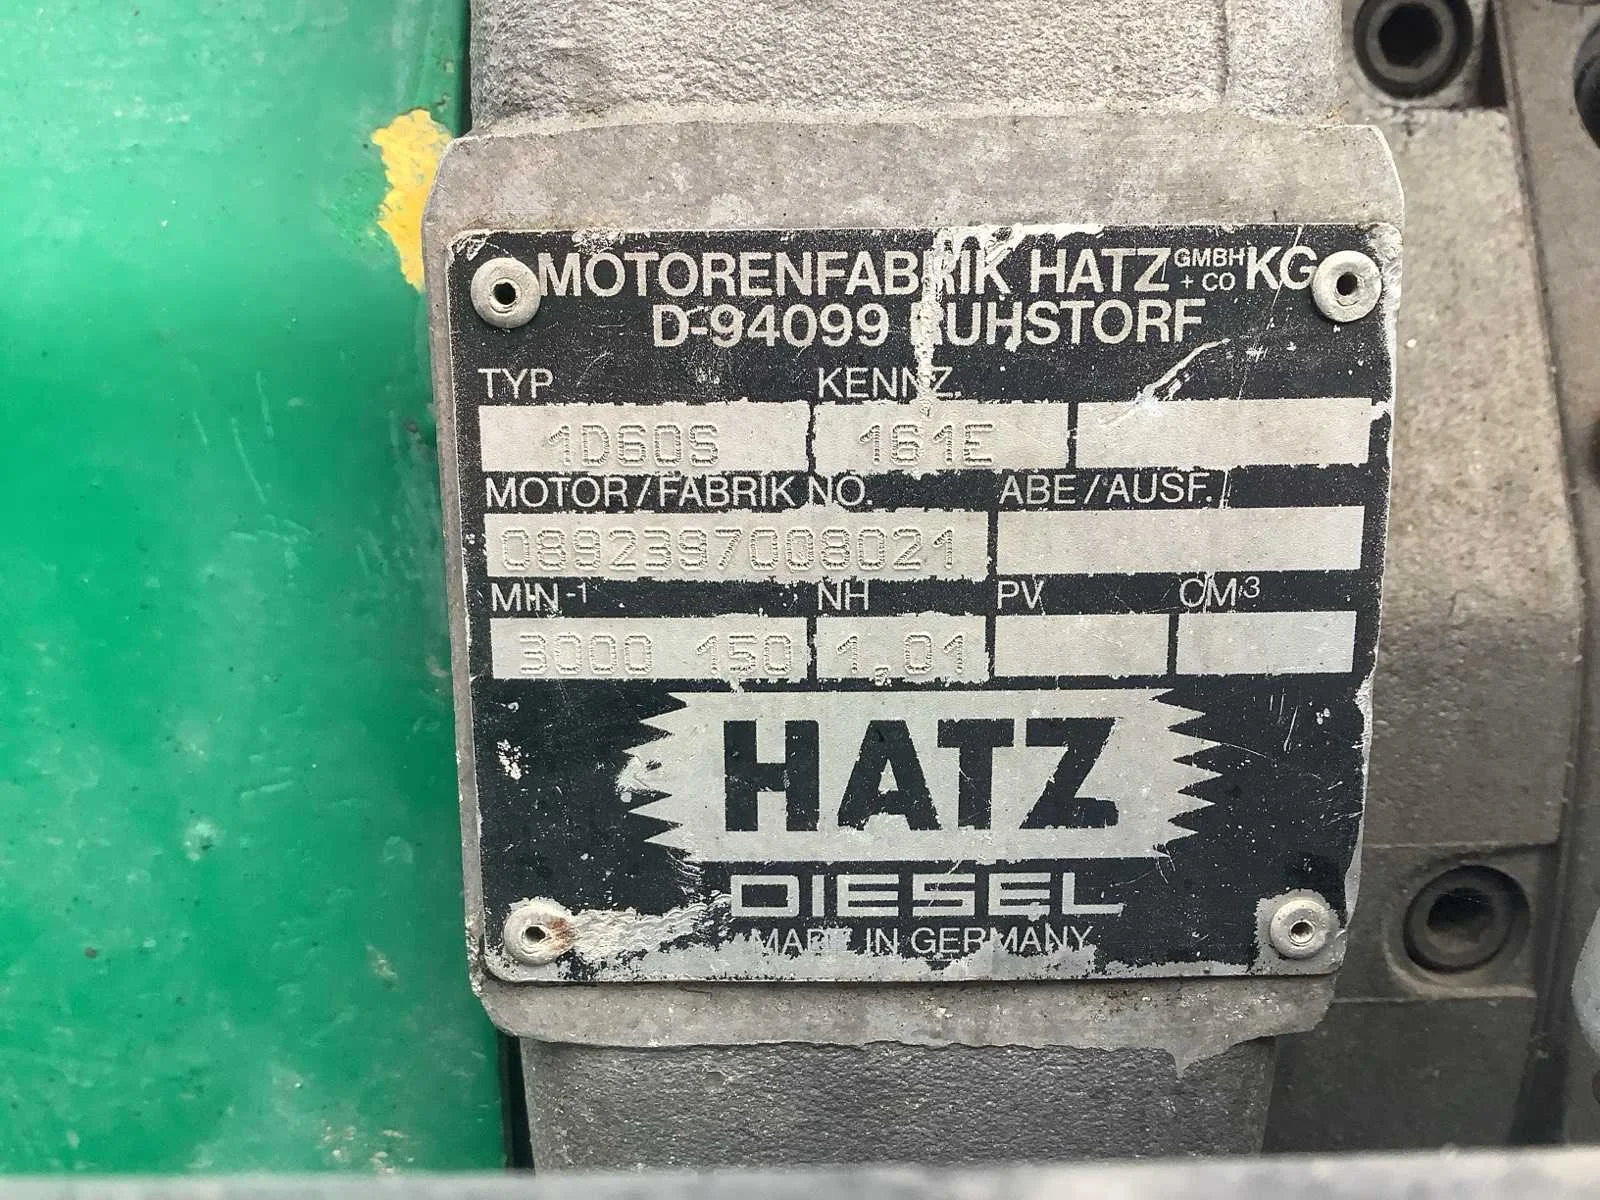 MOTORENFABRIK HATZ GMBH + CO KG
D-94099 RUHSTORF
TYP KENNZ.
1D60S 161E
MOTOR/FABRIK NO. ABE/AUSF.
0892397008021
MIN-1 NH PV CM3
3000 150 1,01
HATZ
DIESEL
MADE IN GERMANY